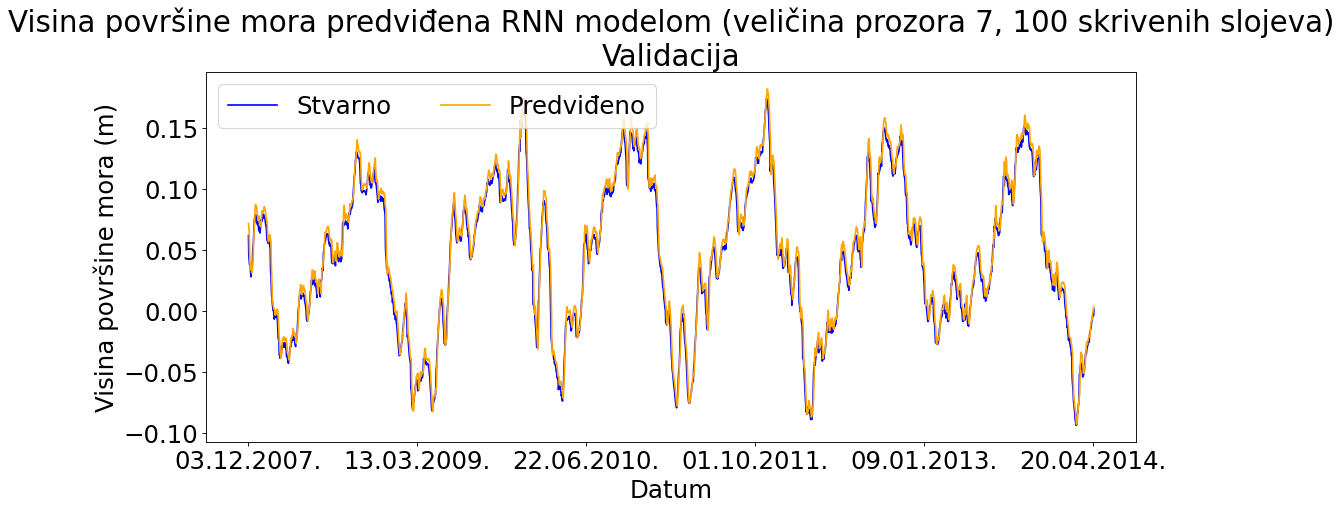 Visina površine mora predviđena RNN modelom (veličina prozora 7, 100 skrivenih slojeva)
Validacija
Stvarno Predviđeno
Visina površine mora (m)
0.15
0.10
0.05
0.00
−0.05
−0.10
03.12.2007. 13.03.2009. 22.06.2010. 01.10.2011. 09.01.2013. 20.04.2014.
Datum